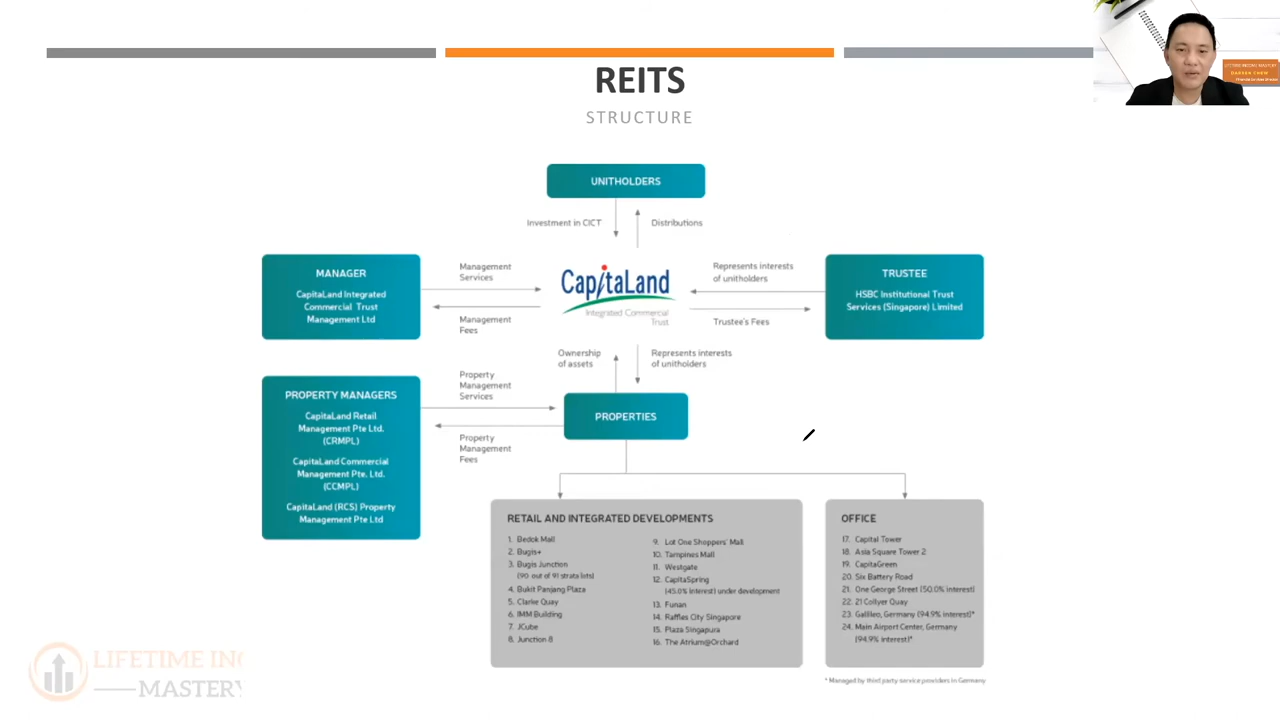 REITS
STRUCTURE
LIFETIME INCOME MASTERY
DARREN CHEW
UNITHOLDERS
Investment in CICT
Distributions
MANAGER
CapitaLand Integrated
Commercial Trust
Management Ltd
Management
Services
Management
Fees
CapitaLand
Integrated Commercial
Trust
Represents interests
of unitholders
Trustee's Fees
TRUSTEE
HSBC Institutional Trust
Services (Singapore) Limited
Ownership
of assets
Represents interests
of unitholders
PROPERTY MANAGERS
CapitaLand Retail
Management Pte Ltd.
(CRMPL)
CapitaLand Commercial
Management Pte. Ltd.
(CCMPL)
CapitaLand (RCS) Property
Management Pte Ltd
Property
Management
Services
Property
Management
Fees
PROPERTIES
RETAIL AND INTEGRATED DEVELOPMENTS
1. Bedok Mall
2. Bugis+
3. Bugis Junction
(90 out of 91 strata lots)
4. Bukit Panjang Plaza
5. Clarke Quay
6. IMM Building
7. JCube
8. Junction 8
9. Lot One Shoppers' Mall
10. Tampines Mall
11. Westgate
12. CapitaSpring
(45.0% interest) under development
13. Funan
14. Raffles City Singapore
15. Plaza Singapura
16. The Atrium@Orchard
OFFICE
17. Capital Tower
18. Asia Square Tower 2
19. CapitaGreen
20. Six Battery Road
21. One George Street (50.0% interest)
22. 21 Collyer Quay
23. Gallileo, Germany (94.9% interest)*
24. Main Airport Center, Germany
(94.9% interest)*
* Managed by third party service providers in Germany
LIFETIME INC
MASTERY